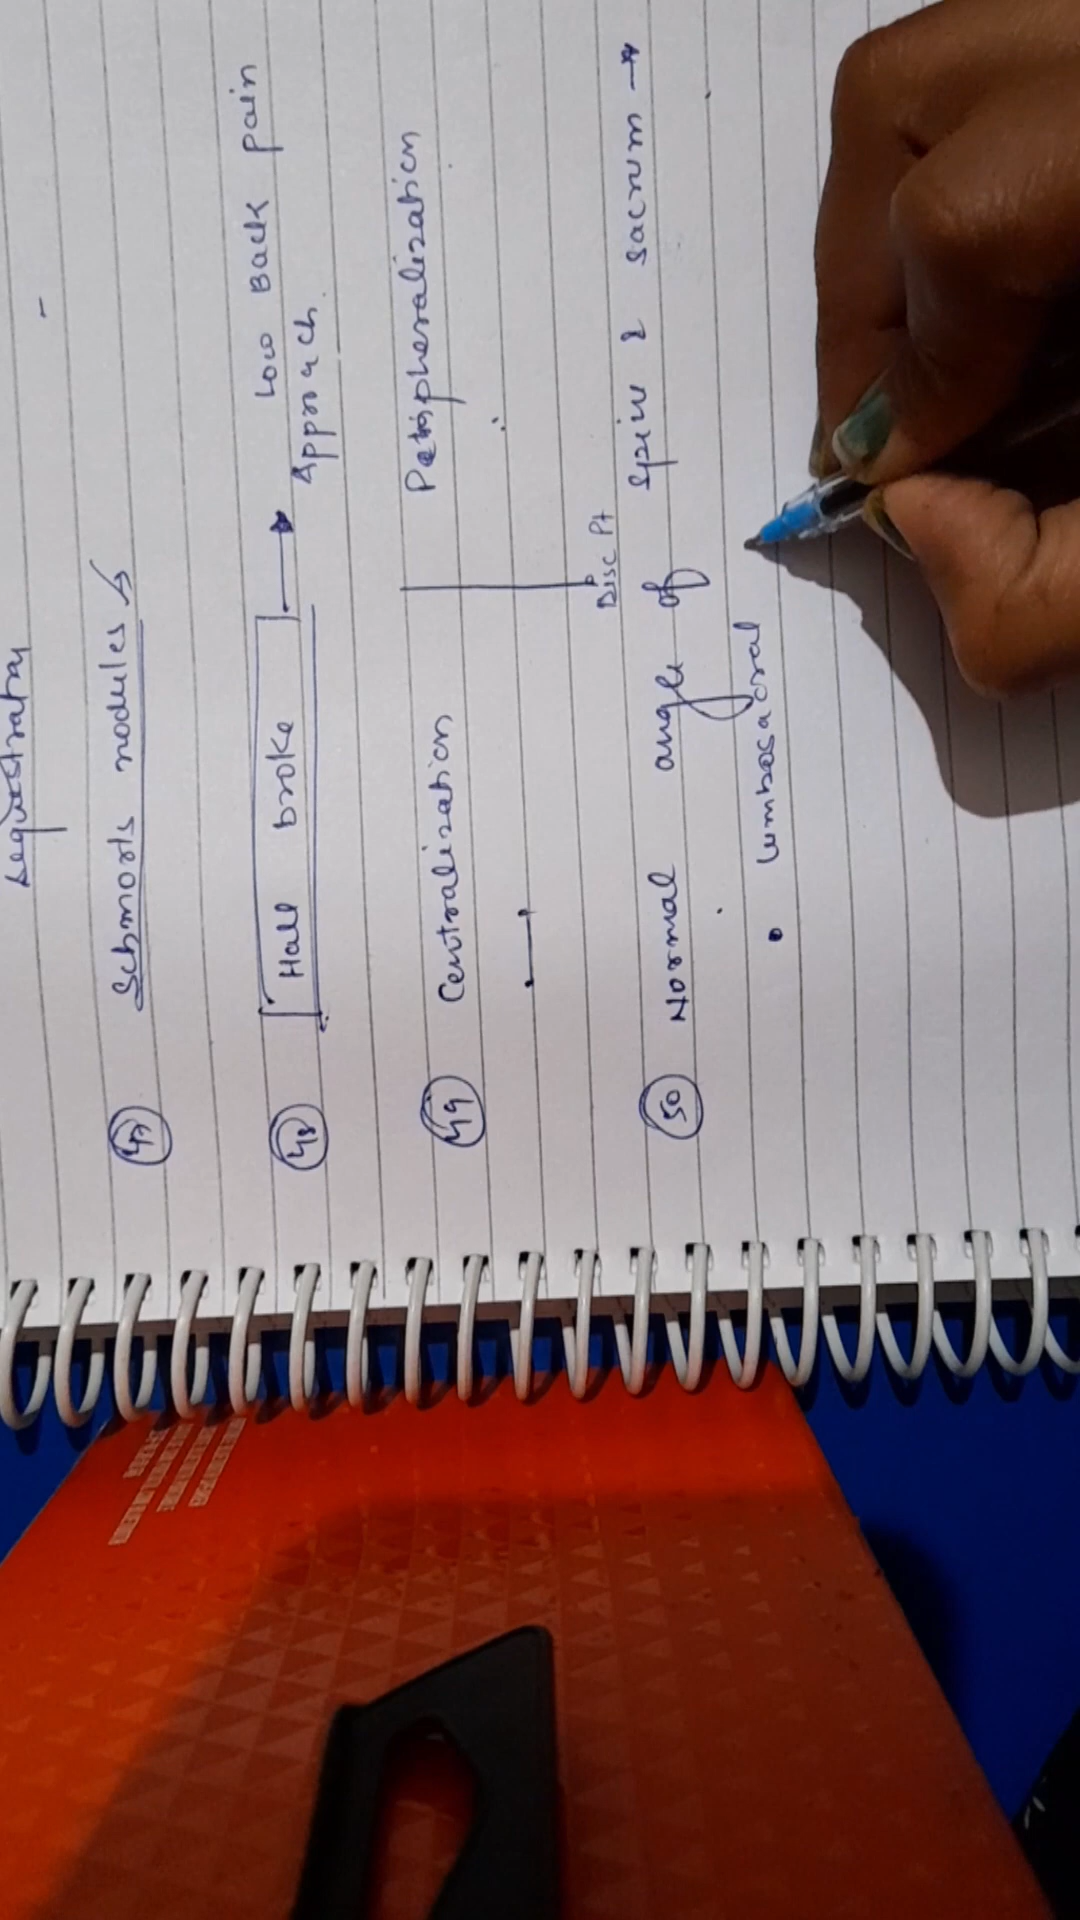 sequestration
47 Schmorls nodules
48 Hall broke → Low Back pain
Approach
49 Centralization Peripheralization
Disc Pt
50 Normal angle of spine & sacrum →
• lumbosacral